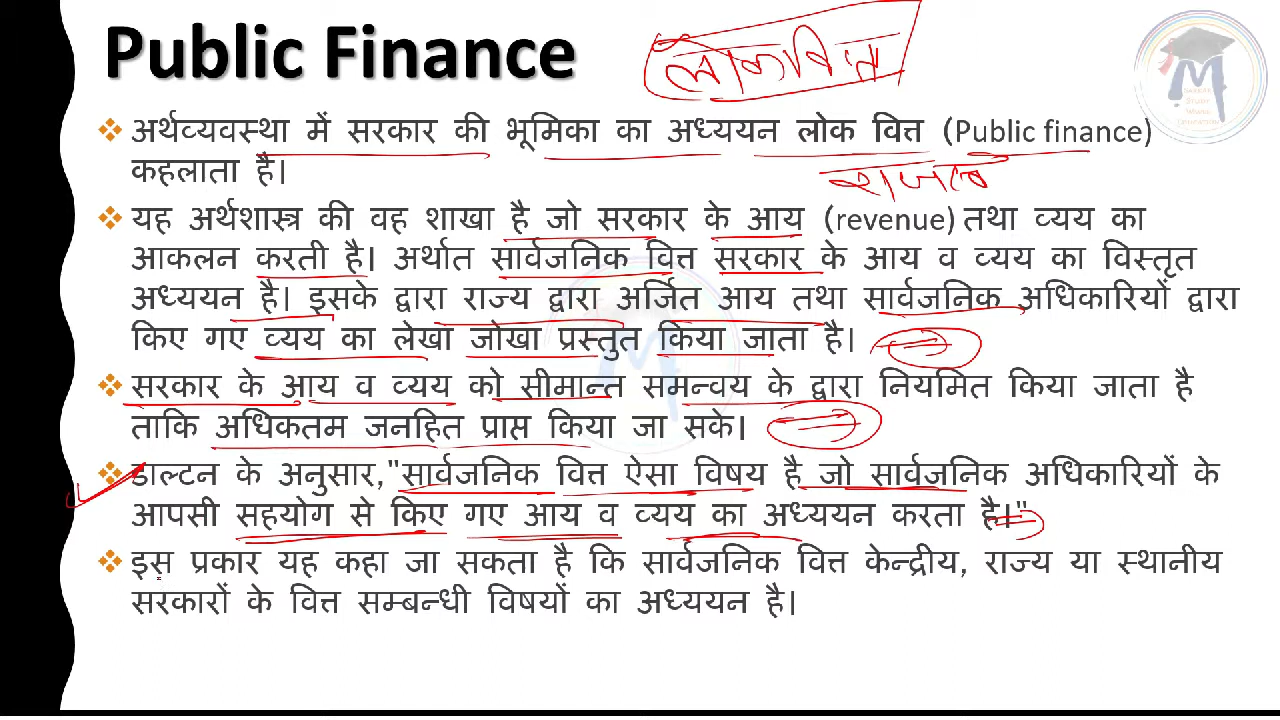 Public Finance
लोकवित्त
❖ अर्थव्यवस्था में सरकार की भूमिका का अध्ययन लोक वित्त (Public finance)
कहलाता है।
राजस्व
❖ यह अर्थशास्त्र की वह शाखा है जो सरकार के आय (revenue) तथा व्यय का
आकलन करती है। अर्थात सार्वजनिक वित्त सरकार के आय व व्यय का विस्तृत
अध्ययन है। इसके द्वारा राज्य द्वारा अर्जित आय तथा सार्वजनिक अधिकारियों द्वारा
किए गए व्यय का लेखा जोखा प्रस्तुत किया जाता है।
❖ सरकार के आय व व्यय को सीमान्त समन्वय के द्वारा नियमित किया जाता है
ताकि अधिकतम जनहित प्राप्त किया जा सके।
❖ डाल्टन के अनुसार,"सार्वजनिक वित्त ऐसा विषय है जो सार्वजनिक अधिकारियों के
आपसी सहयोग से किए गए आय व व्यय का अध्ययन करता है।"
❖ इस प्रकार यह कहा जा सकता है कि सार्वजनिक वित्त केन्द्रीय, राज्य या स्थानीय
सरकारों के वित्त सम्बन्धी विषयों का अध्ययन है।